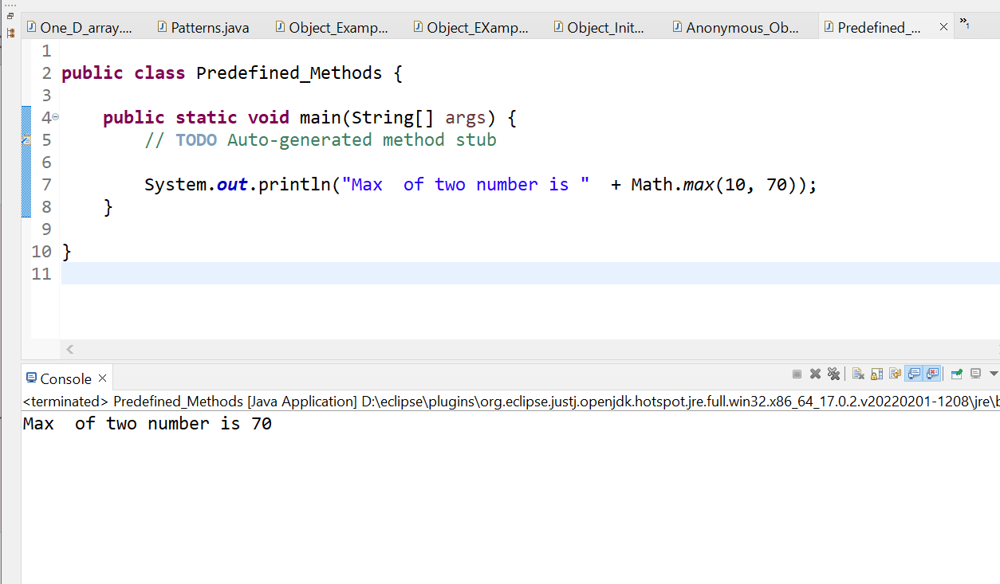 One_D_array.... Patterns.java Object_Examp... Object_EXamp... Object_Init... Anonymous_Ob... Predefined_... » 1
1
2 public class Predefined_Methods {
3
4 public static void main(String[] args) {
5 // TODO Auto-generated method stub
6
7 System.out.println("Max  of two number is "  + Math.max(10, 70));
8 }
9
10 }
11
Console
<terminated> Predefined_Methods [Java Application] D:\eclipse\plugins\org.eclipse.justj.openjdk.hotspot.jre.full.win32.x86_64_17.0.2.v20220201-1208\jre\b
Max  of two number is 70